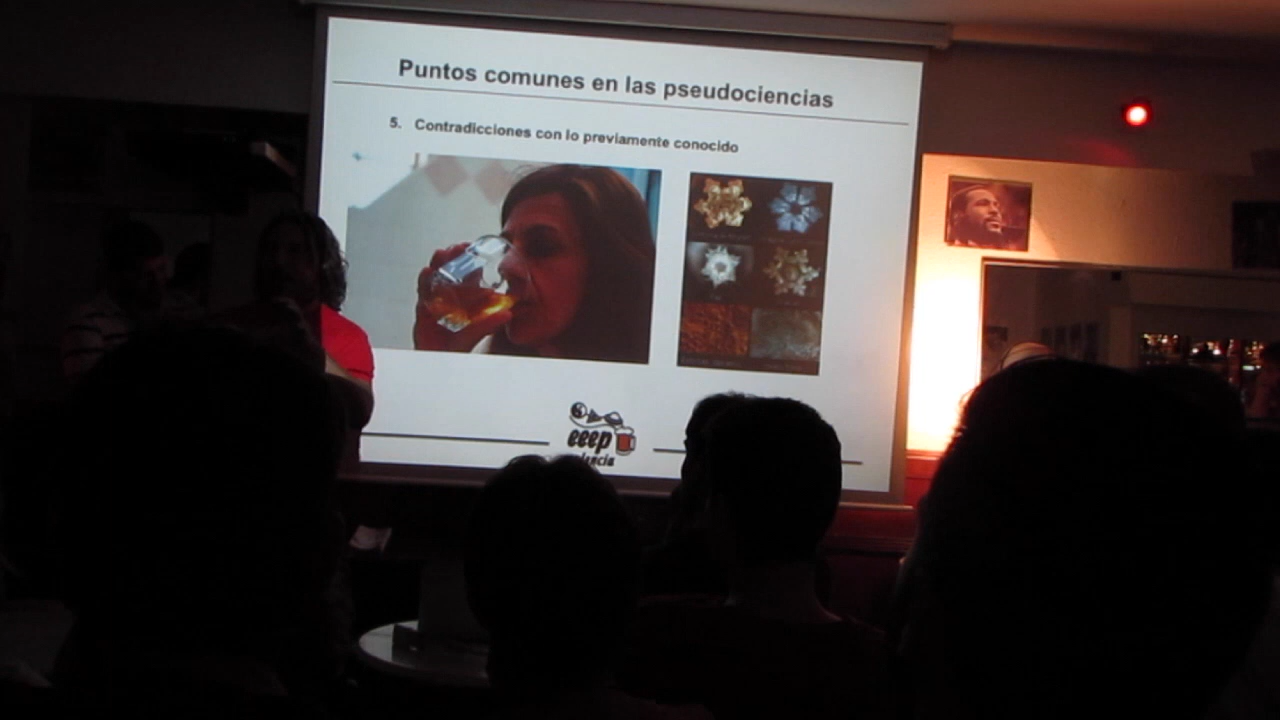 Puntos comunes en las pseudociencias
5. Contradicciones con lo previamente conocido
eeep